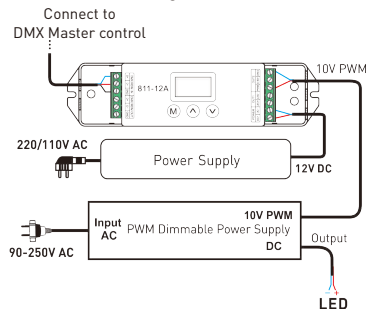 Connect to
DMX Master control
10V PWM
811-12A
M
220/110V AC
Power Supply
12V DC
10V PWM
Input
AC
PWM Dimmable Power Supply
DC
90-250V AC
Output
- +
LED